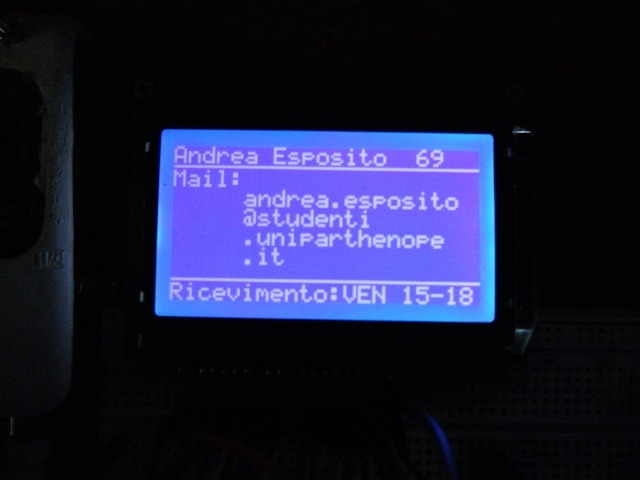 Andrea Esposito 69
Mail:
andrea.esposito
@studenti
.uniparthenope
.it
Ricevimento:VEN 15-18